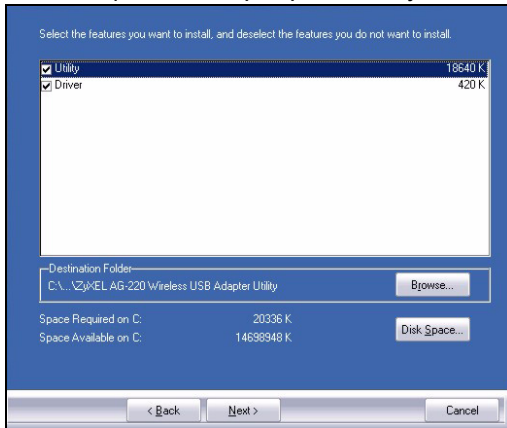 Select the features you want to install, and deselect the features you do not want to install.
Utility 18640 K
Driver 420 K
Destination Folder
C:\...\ZyXEL AG-220 Wireless USB Adapter Utility Browse...
Space Required on C: 20336 K
Space Available on C: 14698948 K
Disk Space...
< Back Next > Cancel